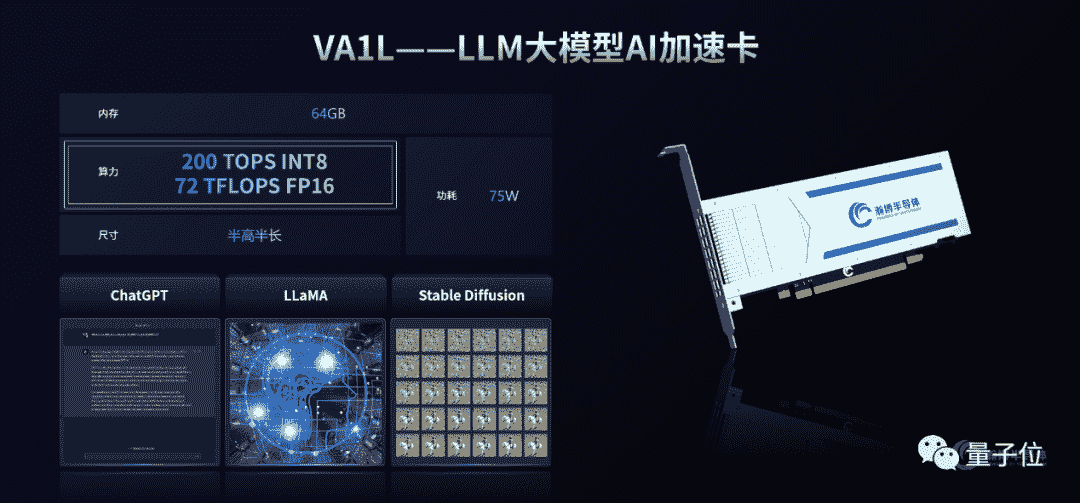 VA1L——LLM大模型AI加速卡
内存 64GB
算力 200 TOPS INT8
72 TFLOPS FP16
功耗 75W
尺寸 半高半长
ChatGPT LLaMA Stable Diffusion
瀚博半导体
量子位